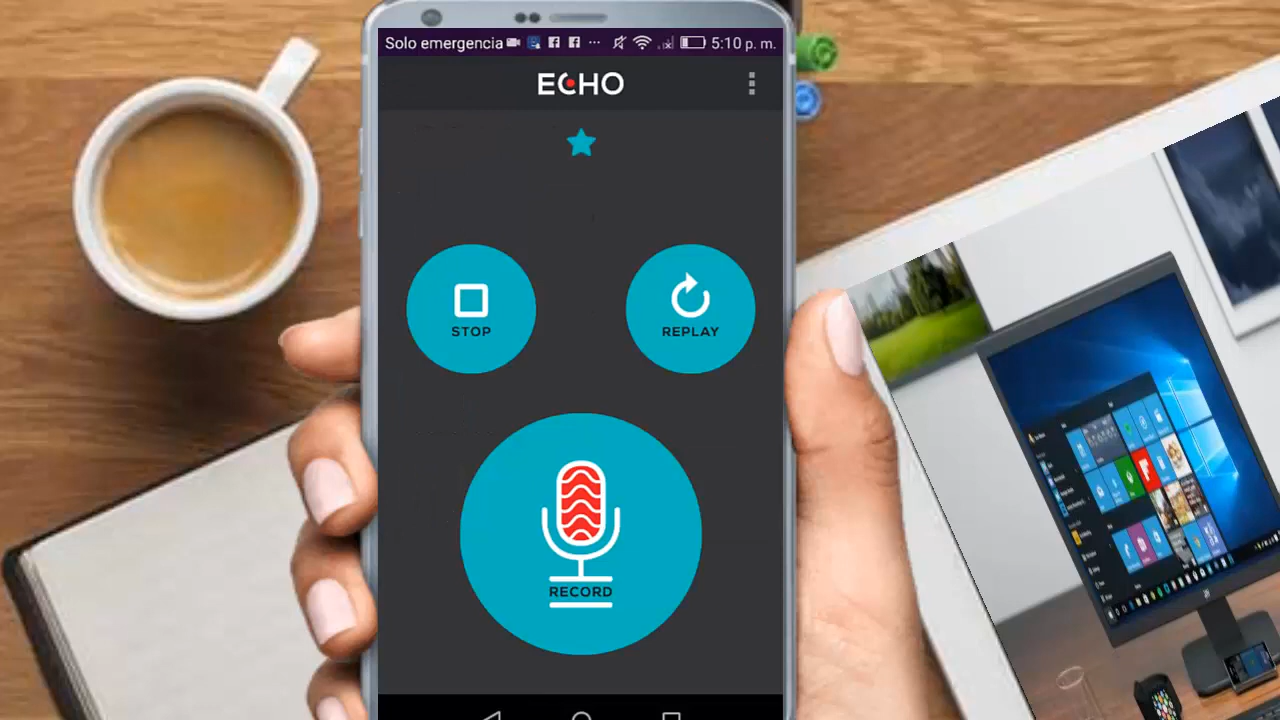 Solo emergencia ··· 5:10 p. m.
ECHO
STOP
REPLAY
RECORD